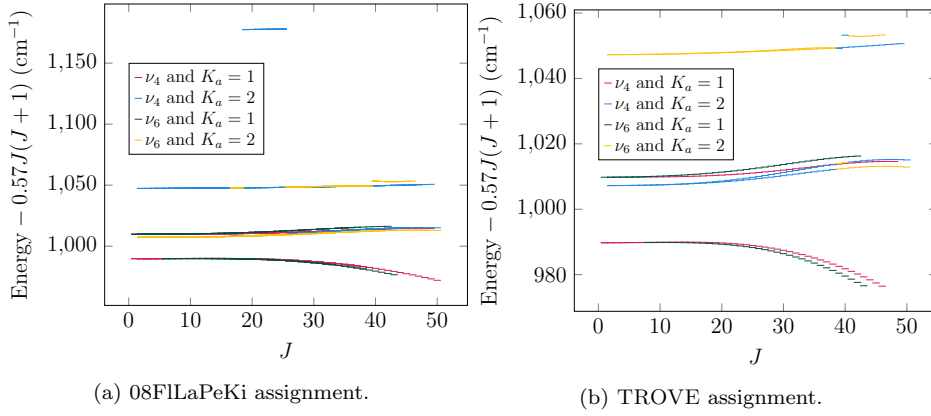 1,150
1,100
1,050
1,000
Energy − 0.57J(J + 1) (cm⁻¹)
ν₄ and Kₐ = 1
ν₄ and Kₐ = 2
ν₆ and Kₐ = 1
ν₆ and Kₐ = 2
0 10 20 30 40 50
J
(a) 08FlLaPeKi assignment.
1,060
1,040
1,020
1,000
980
Energy − 0.57J(J + 1) (cm⁻¹)
ν₄ and Kₐ = 1
ν₄ and Kₐ = 2
ν₆ and Kₐ = 1
ν₆ and Kₐ = 2
0 10 20 30 40 50
J
(b) TROVE assignment.